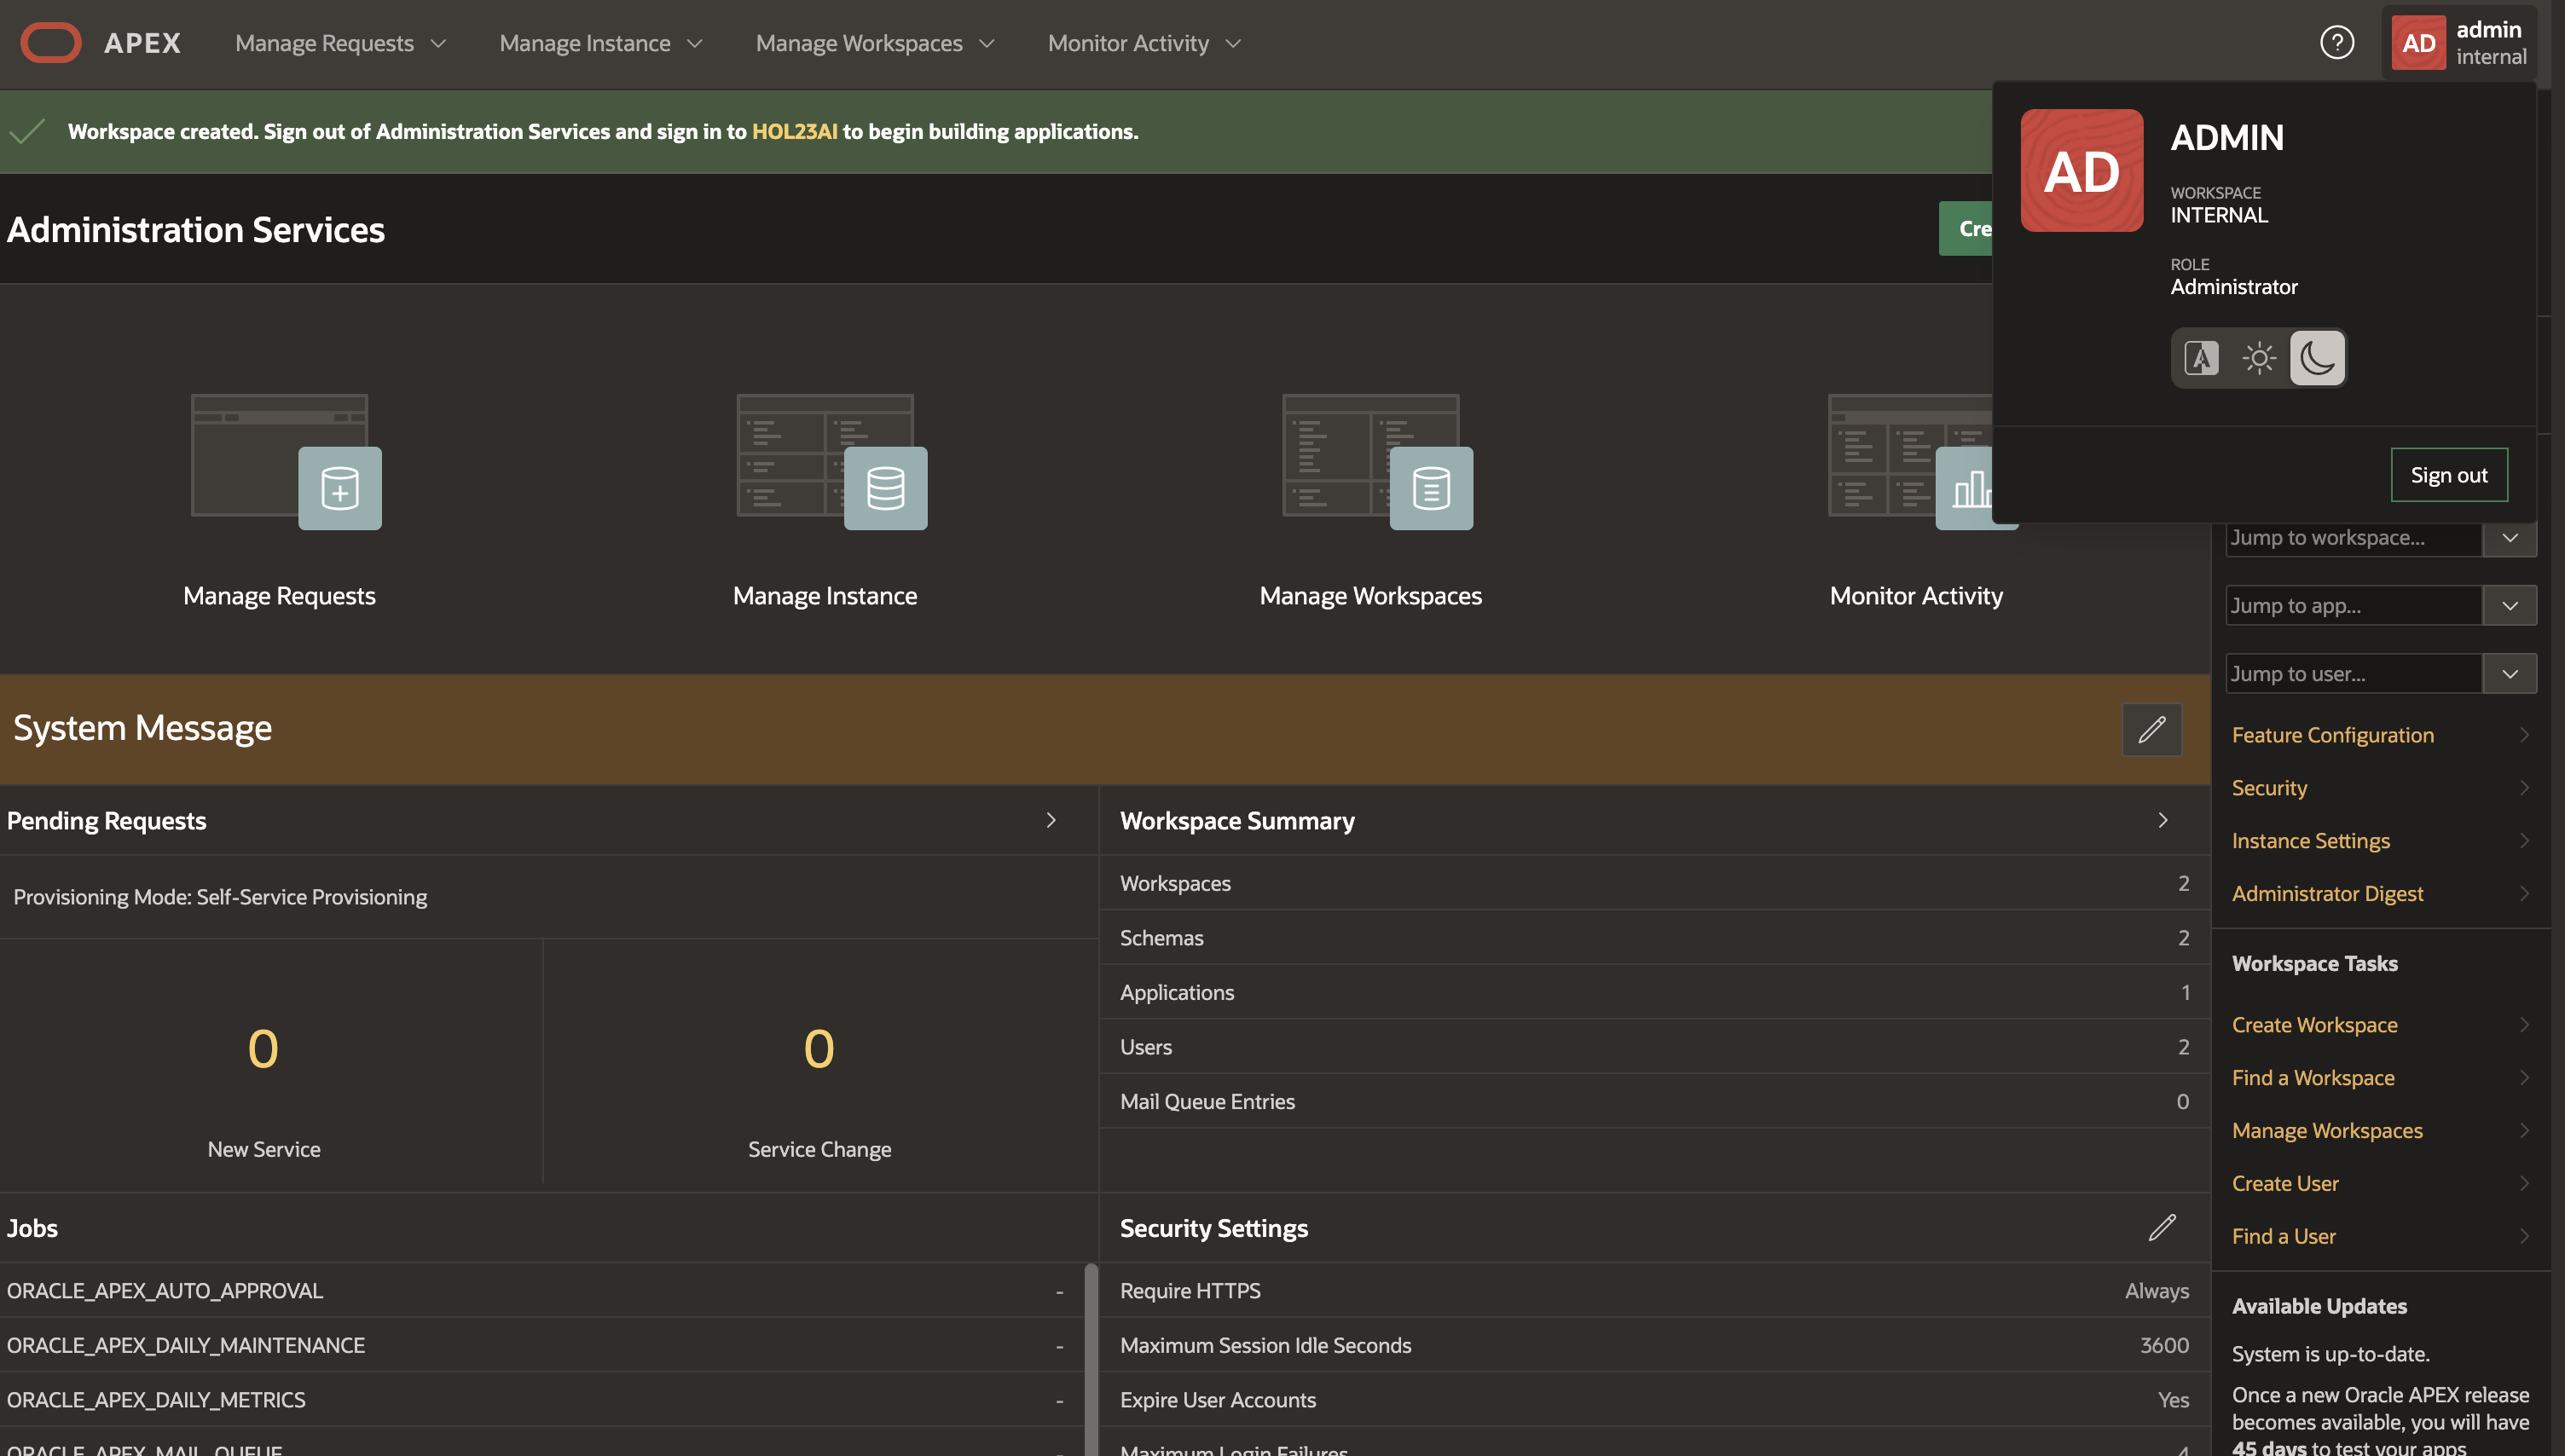 APEX
Manage Requests
Manage Instance
Manage Workspaces
Monitor Activity
?
AD
admin
internal
Workspace created. Sign out of Administration Services and sign in to HOL23AI to begin building applications.
AD
ADMIN
WORKSPACE
INTERNAL
ROLE
Administrator
A
Sign out
Administration Services
Cre
Manage Requests
Manage Instance
Manage Workspaces
Monitor Activity
System Message
Pending Requests
Provisioning Mode: Self-Service Provisioning
0
New Service
0
Service Change
Workspace Summary
Workspaces 2
Schemas 2
Applications 1
Users 2
Mail Queue Entries 0
Jobs
ORACLE_APEX_AUTO_APPROVAL -
ORACLE_APEX_DAILY_MAINTENANCE -
ORACLE_APEX_DAILY_METRICS -
ORACLE_APEX_MAIL_QUEUE -
Security Settings
Require HTTPS Always
Maximum Session Idle Seconds 3600
Expire User Accounts Yes
Maximum Login Failures 4
Jump to workspace...
Jump to app...
Jump to user...
Feature Configuration
Security
Instance Settings
Administrator Digest
Workspace Tasks
Create Workspace
Find a Workspace
Manage Workspaces
Create User
Find a User
Available Updates
System is up-to-date.
Once a new Oracle APEX release
becomes available, you will have
45 days to test your apps